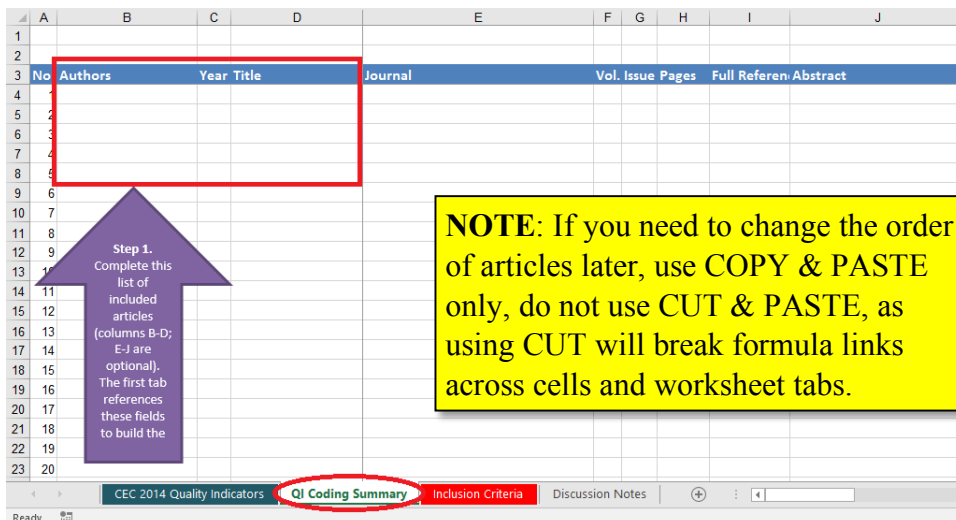 A B C D E F G H I J
1
2
3 No Authors Year Title Journal Vol. Issue Pages Full Referen Abstract
4 1
5 2
6 3
7 4
8 5
9 6
10 7
11 8
12 9
13 10
14 11
15 12
16 13
17 14
18 15
19 16
20 17
21 18
22 19
23 20
Step 1.
Complete this
list of
included
articles
(columns B-D;
E-J are
optional).
The first tab
references
these fields
to build the
NOTE: If you need to change the order
of articles later, use COPY & PASTE
only, do not use CUT & PASTE, as
using CUT will break formula links
across cells and worksheet tabs.
CEC 2014 Quality Indicators QI Coding Summary Inclusion Criteria Discussion Notes
Ready